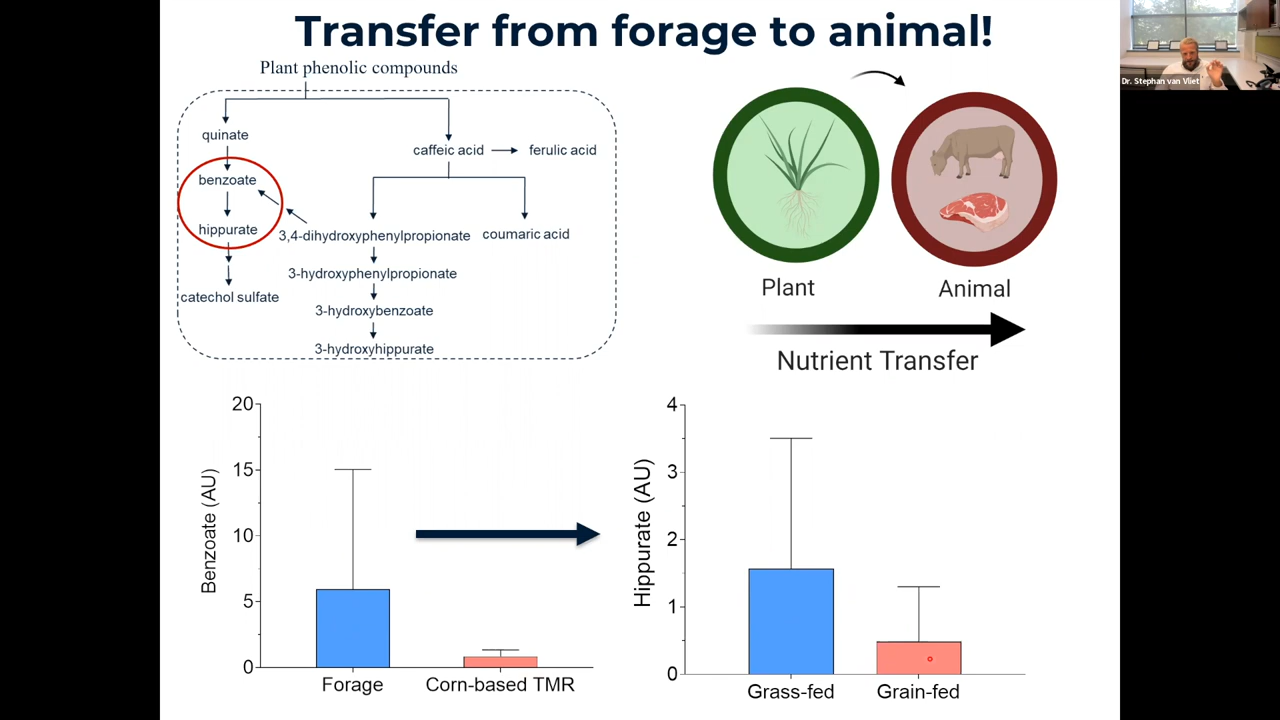 Transfer from forage to animal!
Dr. Stephan van Vliet
Plant phenolic compounds
quinate
caffeic acid
ferulic acid
benzoate
hippurate
3,4-dihydroxyphenylpropionate
coumaric acid
3-hydroxyphenylpropionate
catechol sulfate
3-hydroxybenzoate
3-hydroxyhippurate
Plant
Animal
Nutrient Transfer
20
15
10
5
0
Benzoate (AU)
Forage
Corn-based TMR
4
3
2
1
0
Hippurate (AU)
Grass-fed
Grain-fed